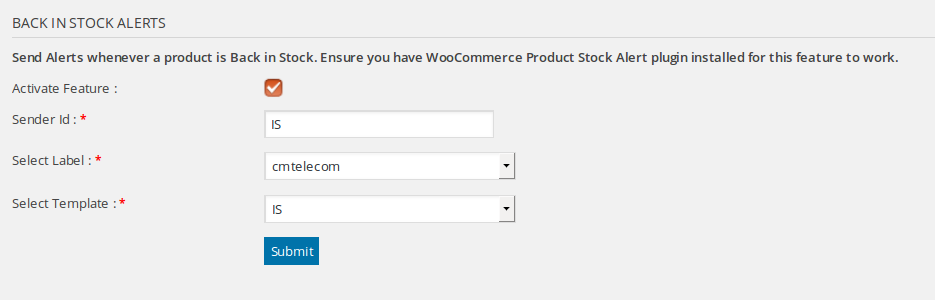 BACK IN STOCK ALERTS
Send Alerts whenever a product is Back in Stock. Ensure you have WooCommerce Product Stock Alert plugin installed for this feature to work.
Activate Feature :
Sender Id : * IS
Select Label : * cmtelecom
Select Template : * IS
Submit